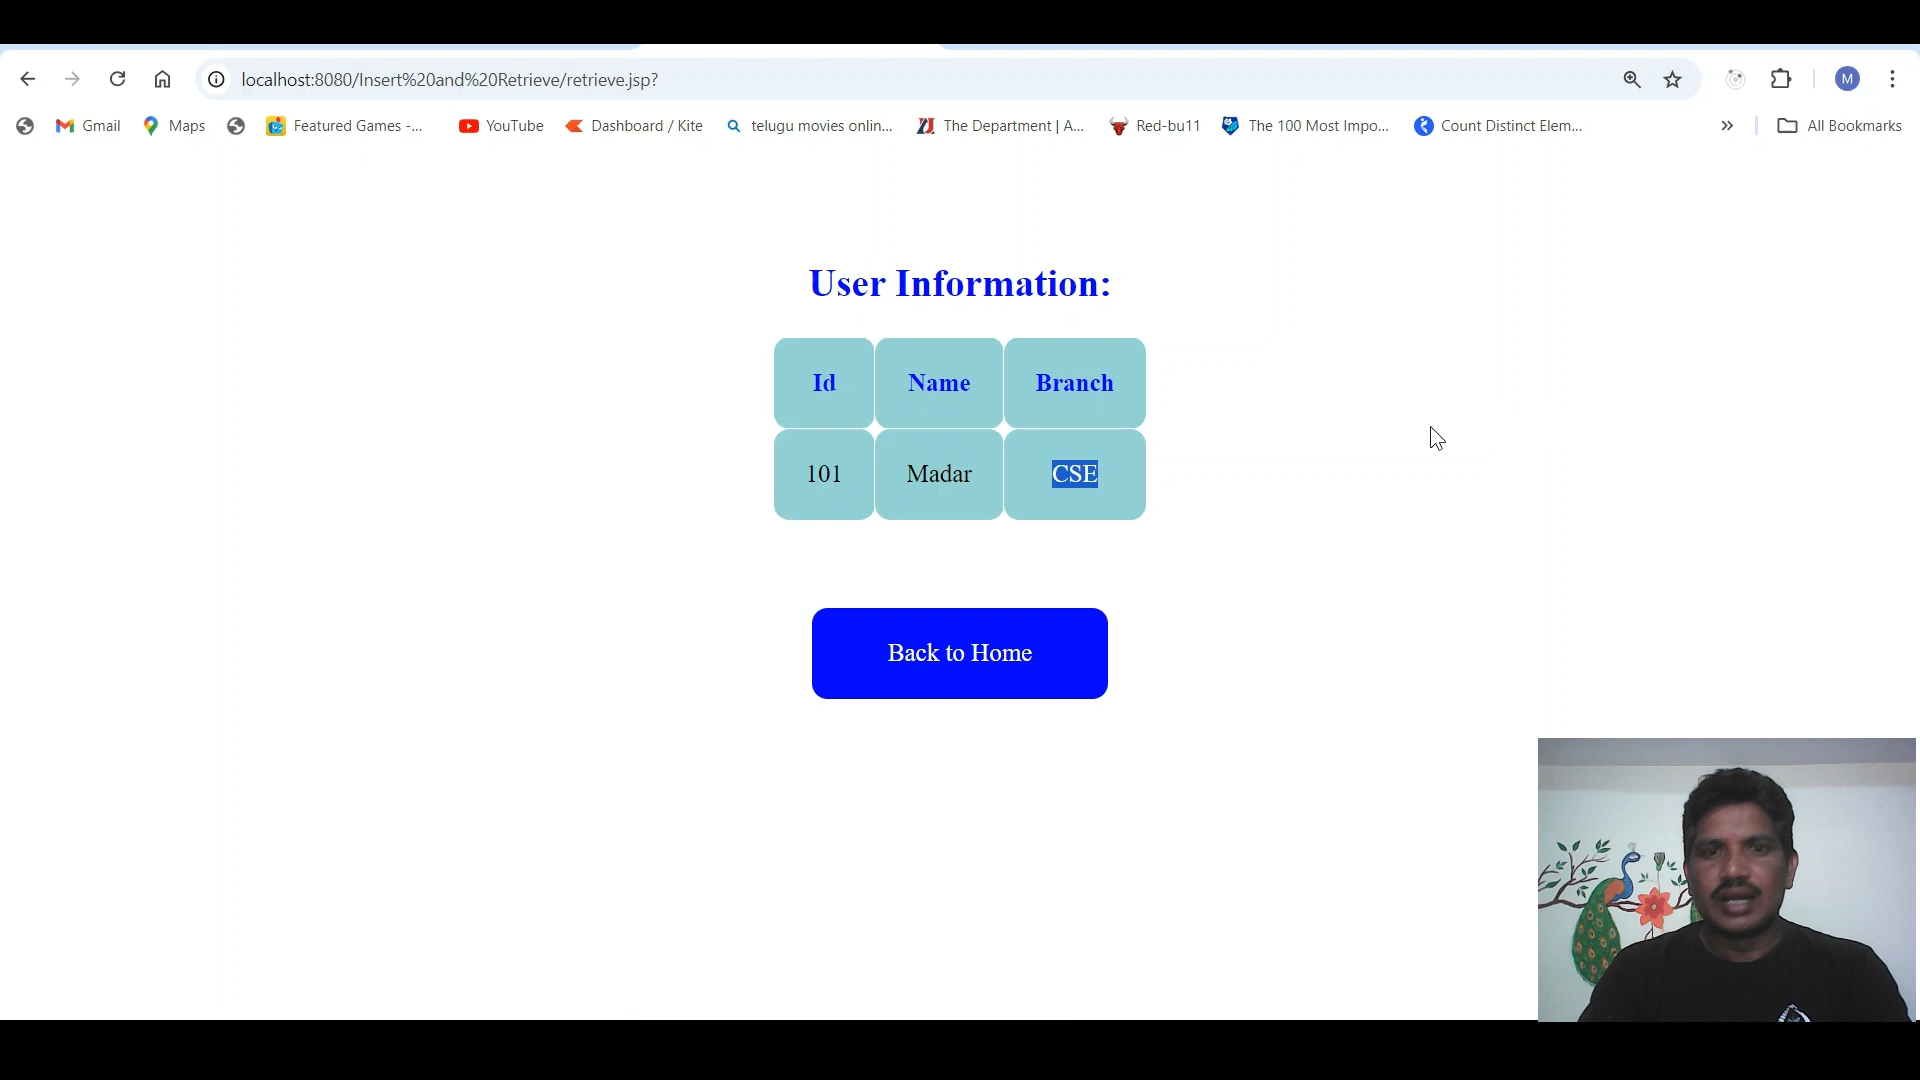 localhost:8080/Insert%20and%20Retrieve/retrieve.jsp?
M
Gmail
Maps
Featured Games -...
YouTube
Dashboard / Kite
telugu movies onlin...
The Department | A...
Red-bu11
The 100 Most Impo...
Count Distinct Elem...
All Bookmarks
User Information:
Id Name Branch
101 Madar CSE
Back to Home